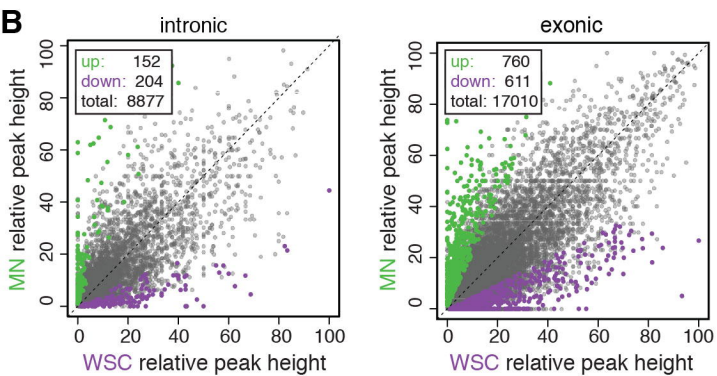 B
intronic
up: 152
down: 204
total: 8877
MN relative peak height
0
20
40
60
80
100
0
20
40
60
80
100
WSC relative peak height
exonic
up: 760
down: 611
total: 17010
MN relative peak height
0
20
40
60
80
100
0
20
40
60
80
100
WSC relative peak height